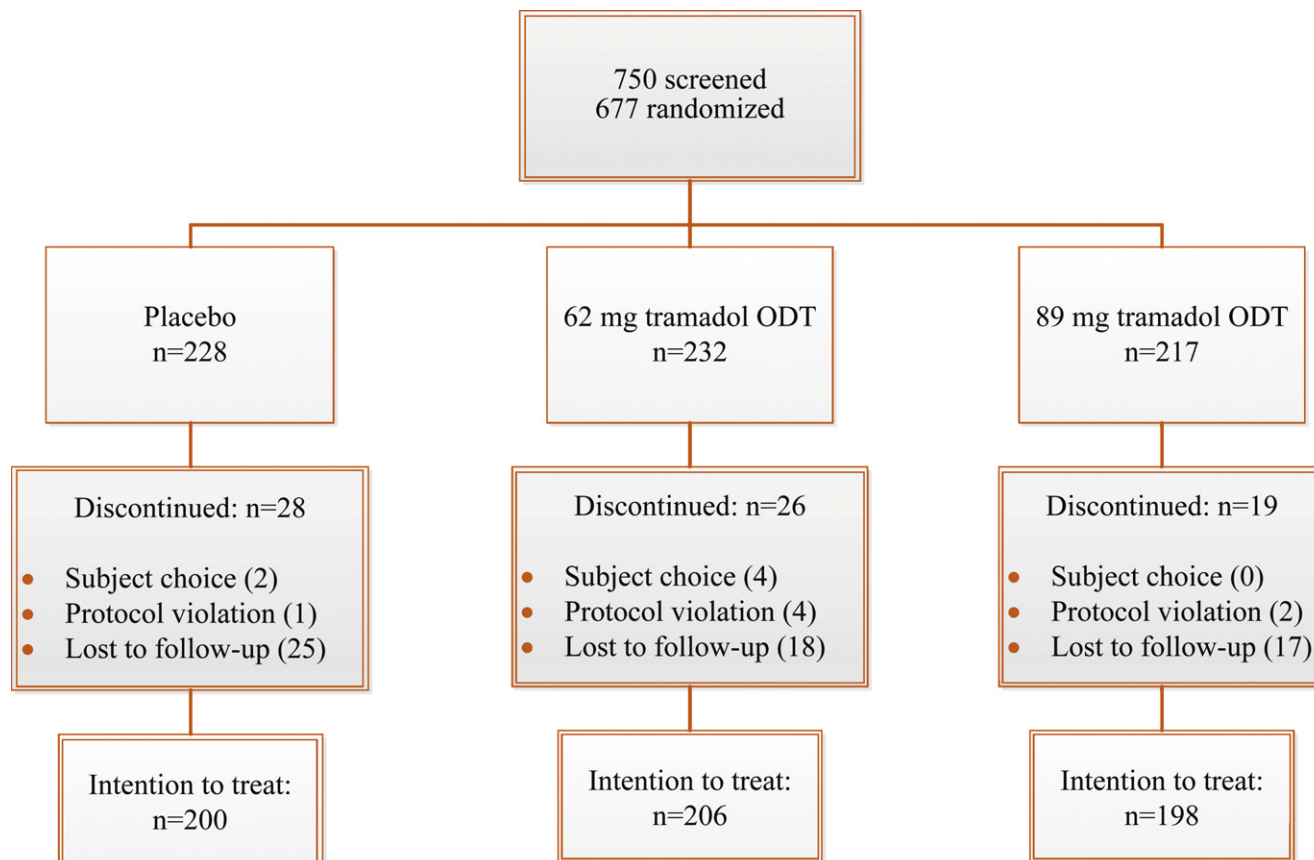 750 screened
677 randomized
Placebo
n=228
62 mg tramadol ODT
n=232
89 mg tramadol ODT
n=217
Discontinued: n=28
• Subject choice (2)
• Protocol violation (1)
• Lost to follow-up (25)
Discontinued: n=26
• Subject choice (4)
• Protocol violation (4)
• Lost to follow-up (18)
Discontinued: n=19
• Subject choice (0)
• Protocol violation (2)
• Lost to follow-up (17)
Intention to treat:
n=200
Intention to treat:
n=206
Intention to treat:
n=198